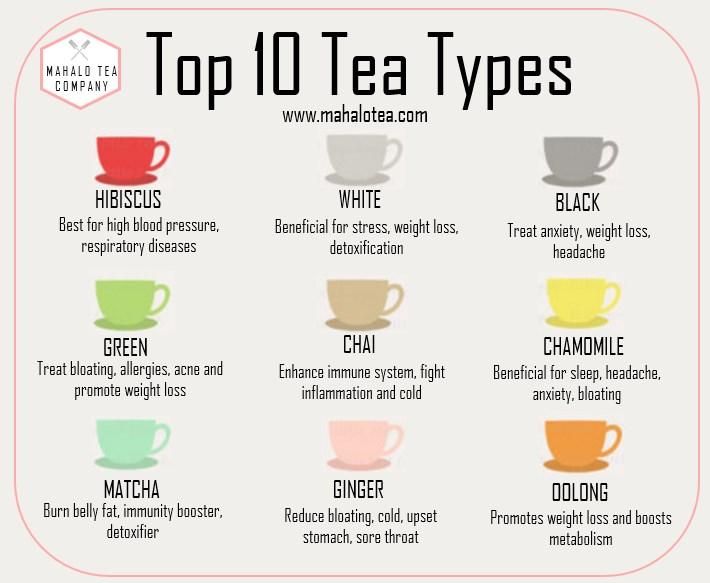 MAHALO TEA
COMPANY
Top 10 Tea Types
www.mahalotea.com
HIBISCUS
Best for high blood pressure,
respiratory diseases
WHITE
Beneficial for stress, weight loss,
detoxification
BLACK
Treat anxiety, weight loss,
headache
GREEN
Treat bloating, allergies, acne and
promote weight loss
CHAI
Enhance immune system, fight
inflammation and cold
CHAMOMILE
Beneficial for sleep, headache,
anxiety, bloating
MATCHA
Burn belly fat, immunity booster,
detoxifier
GINGER
Reduce bloating, cold, upset
stomach, sore throat
OOLONG
Promotes weight loss and boosts
metabolism